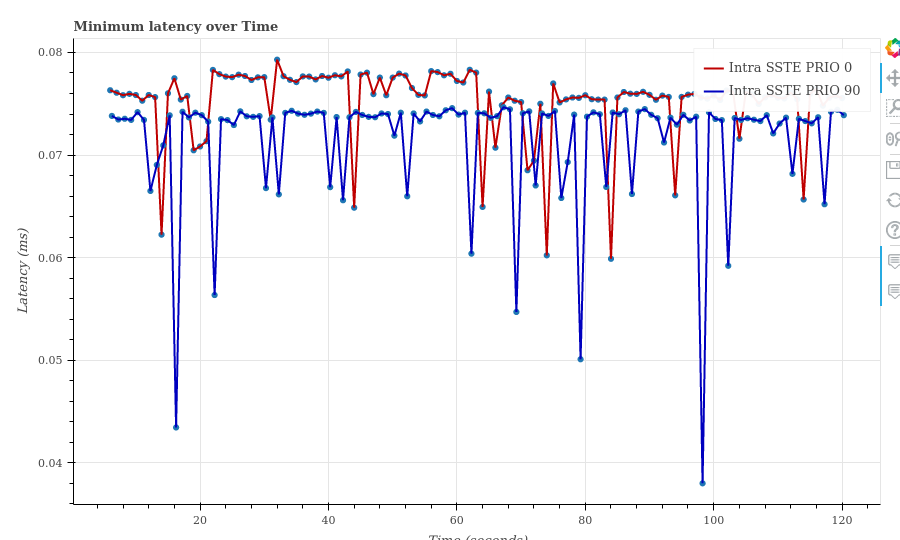 Minimum latency over Time
Intra SSTE PRIO 0
Intra SSTE PRIO 90
0.08
0.07
0.06
0.05
0.04
Latency (ms)
20
40
60
80
100
120
Time (seconds)